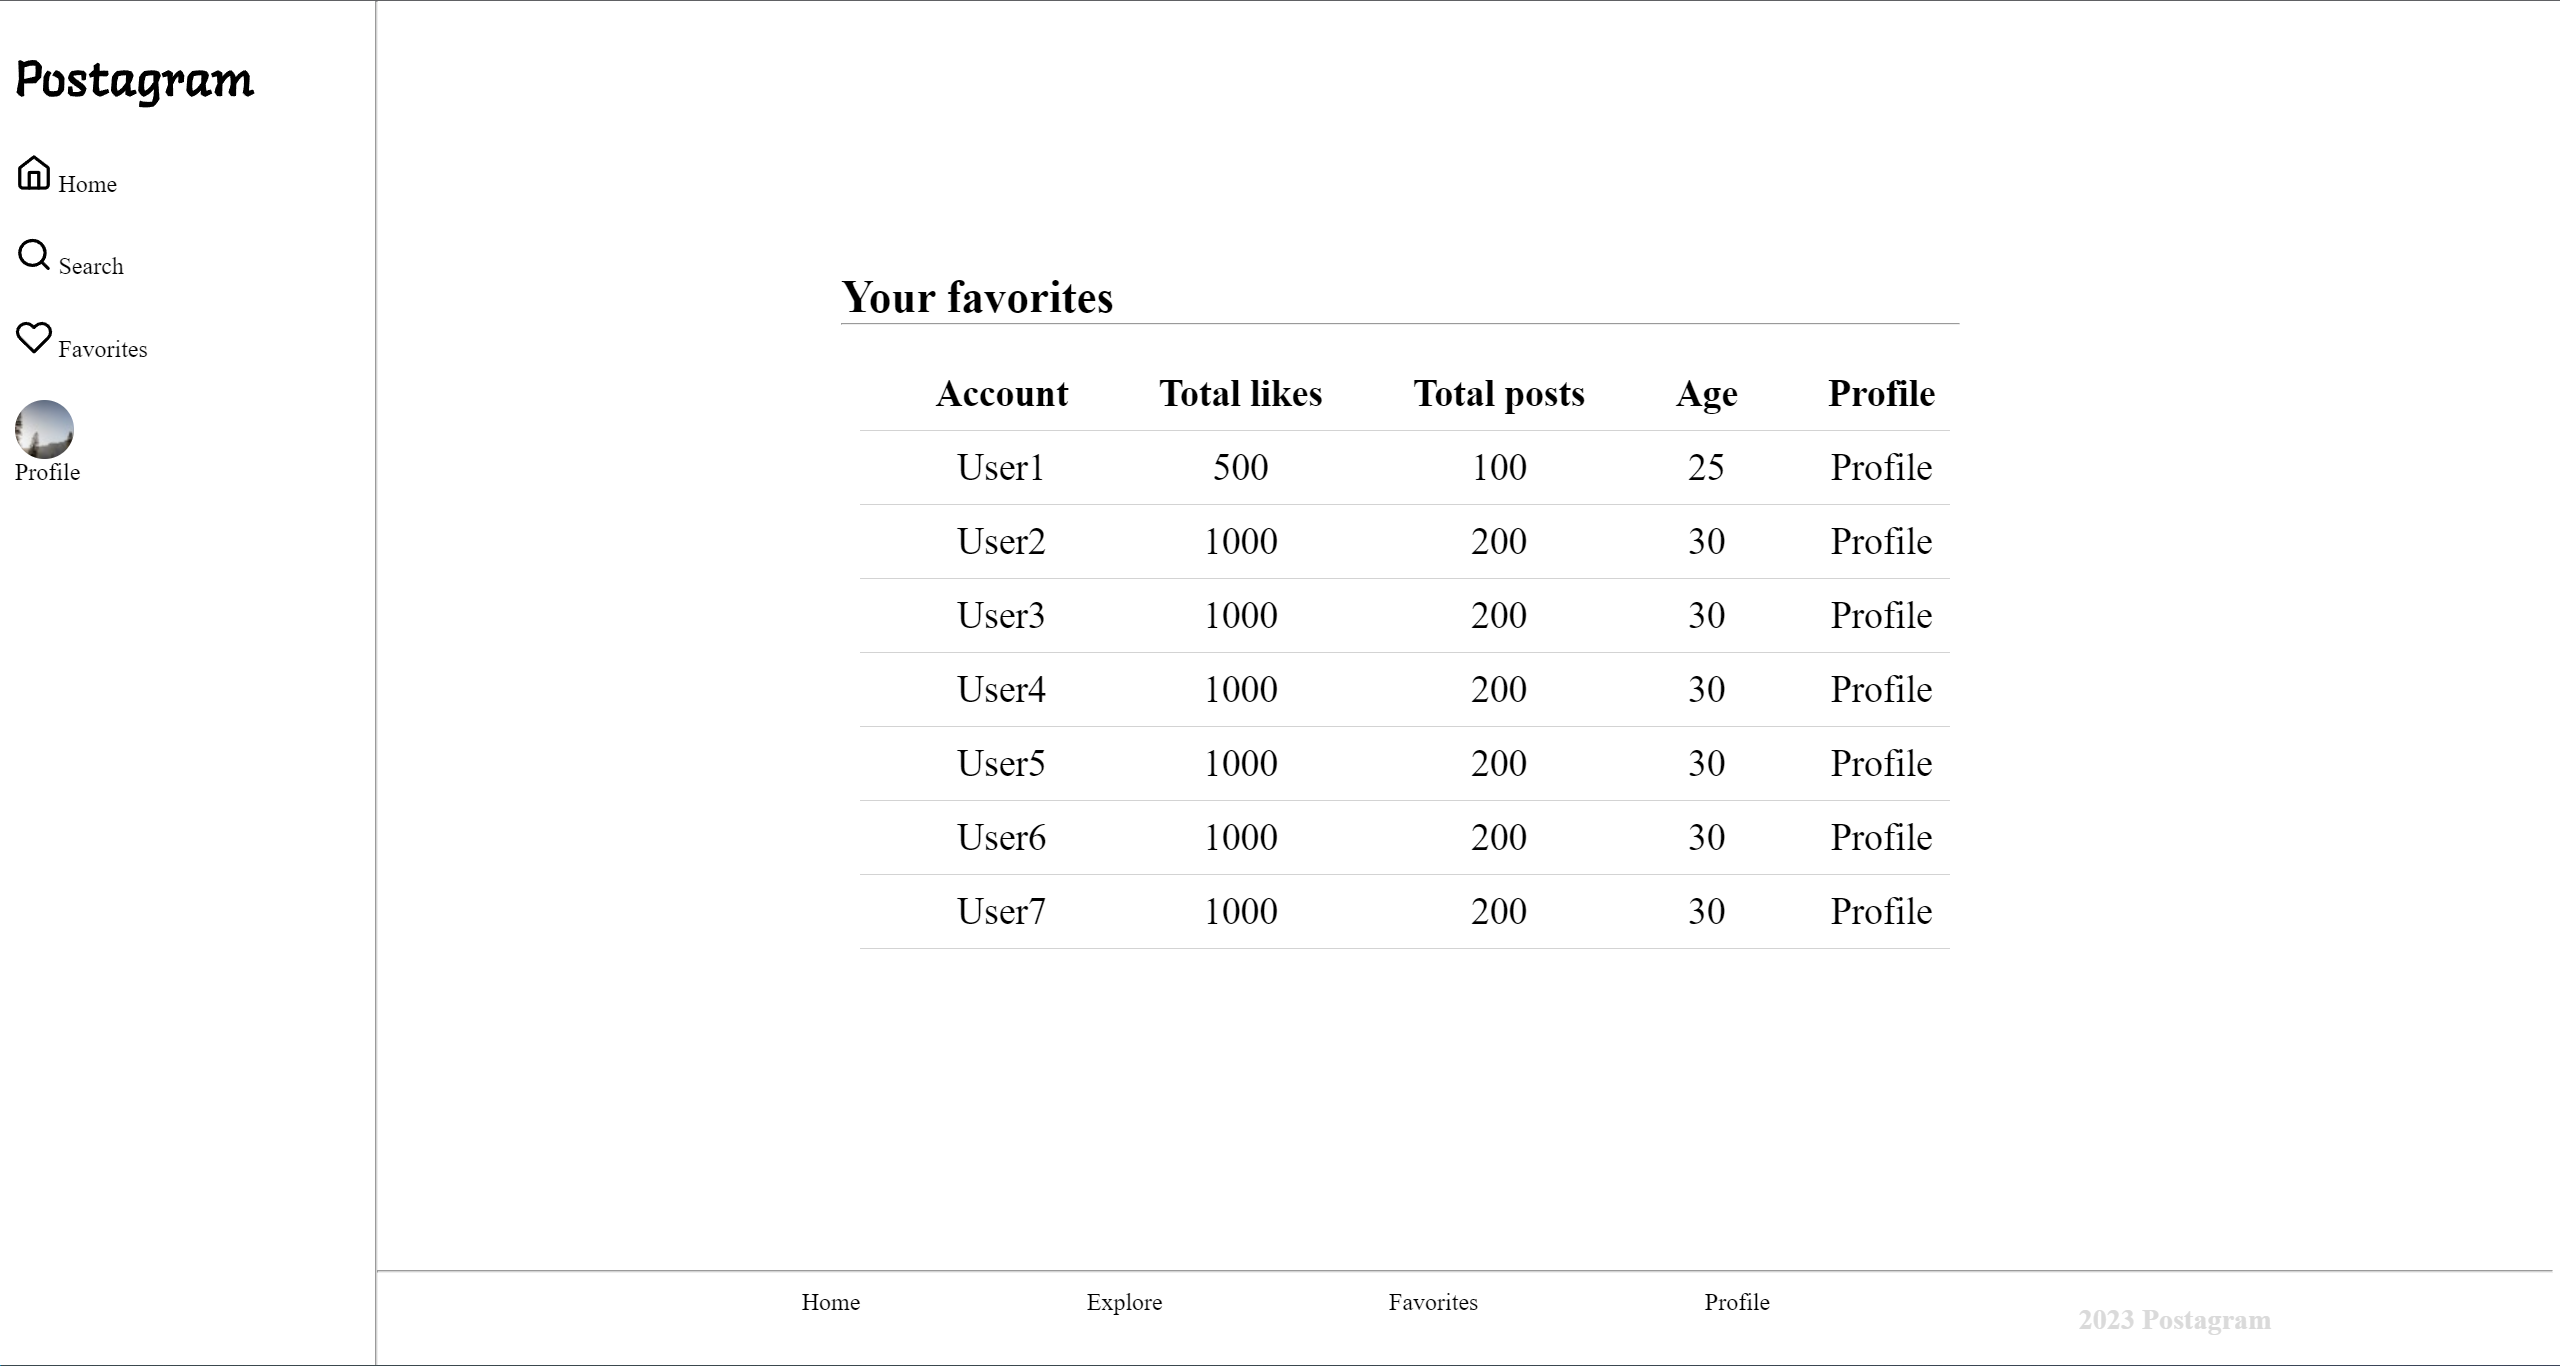 Postagram
Home
Search
Favorites
Profile
Your favorites
Account Total likes Total posts Age Profile
User1 500 100 25 Profile
User2 1000 200 30 Profile
User3 1000 200 30 Profile
User4 1000 200 30 Profile
User5 1000 200 30 Profile
User6 1000 200 30 Profile
User7 1000 200 30 Profile
Home Explore Favorites Profile
2023 Postagram